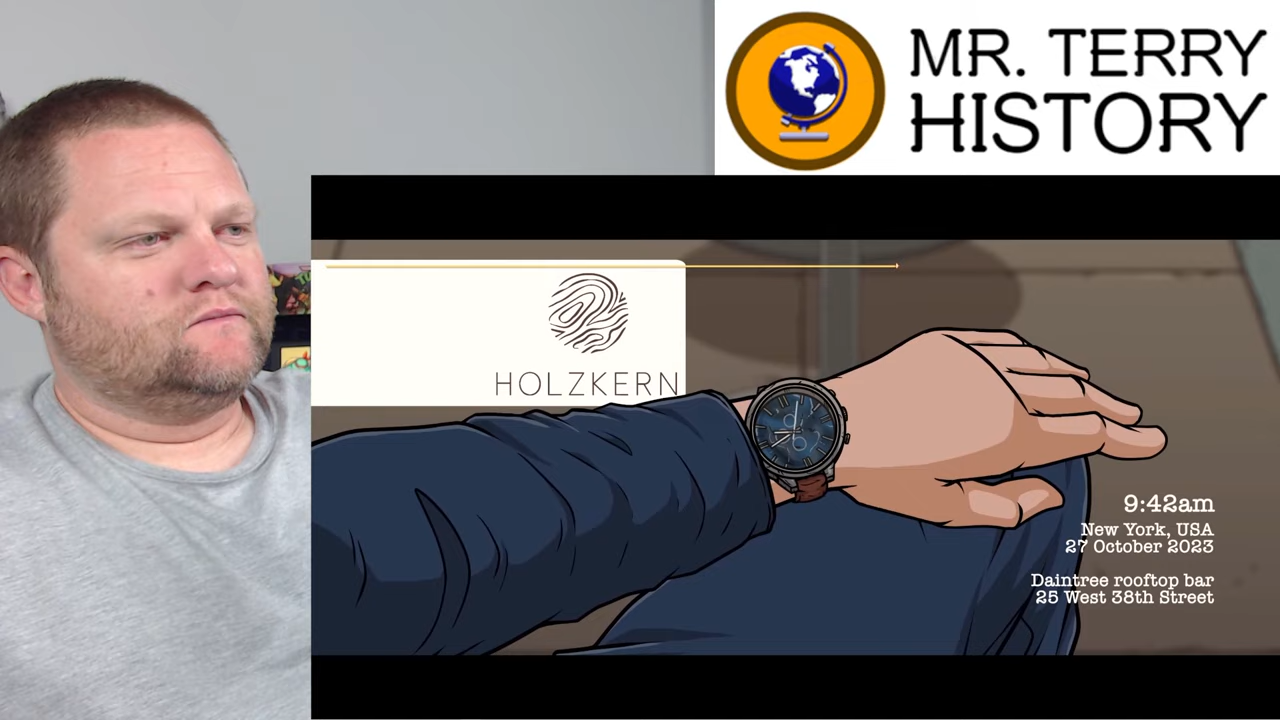 MR. TERRY
HISTORY
HOLZKERN
9:42am
New York, USA
27 October 2023
Daintree rooftop bar
25 West 38th Street